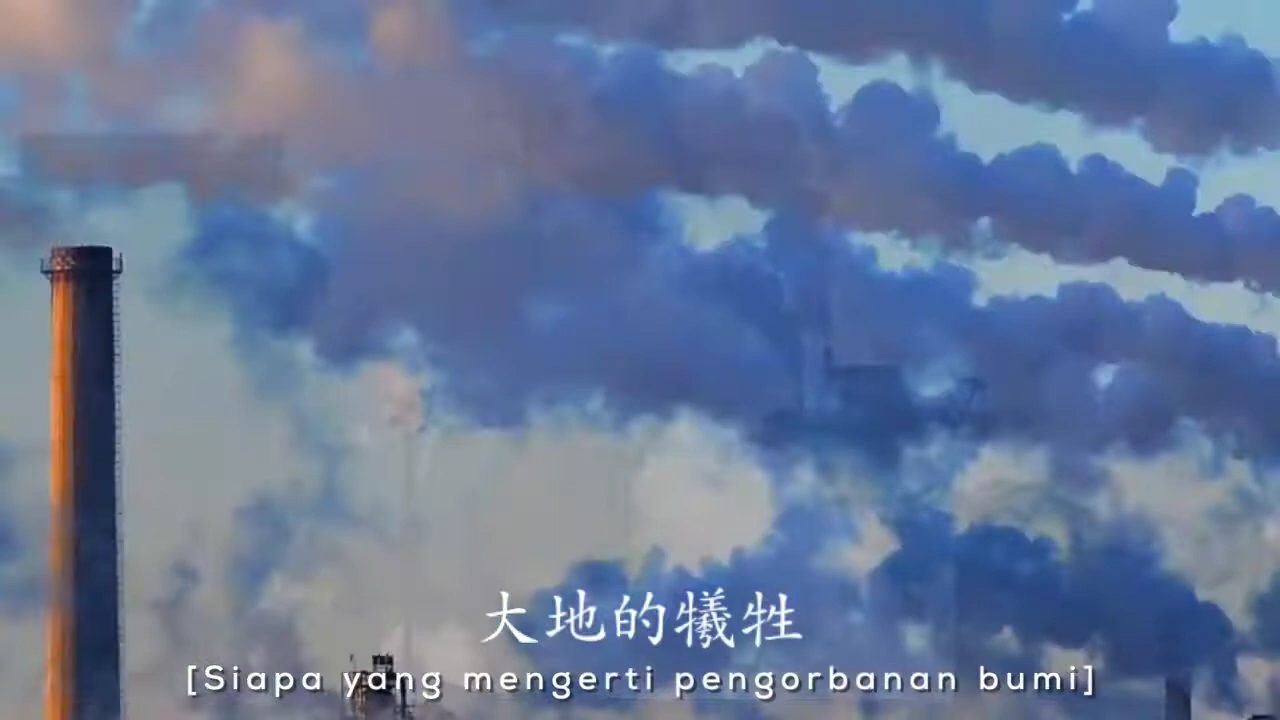 大地的犧牲
[Siapa yang mengerti pengorbanan bumi]